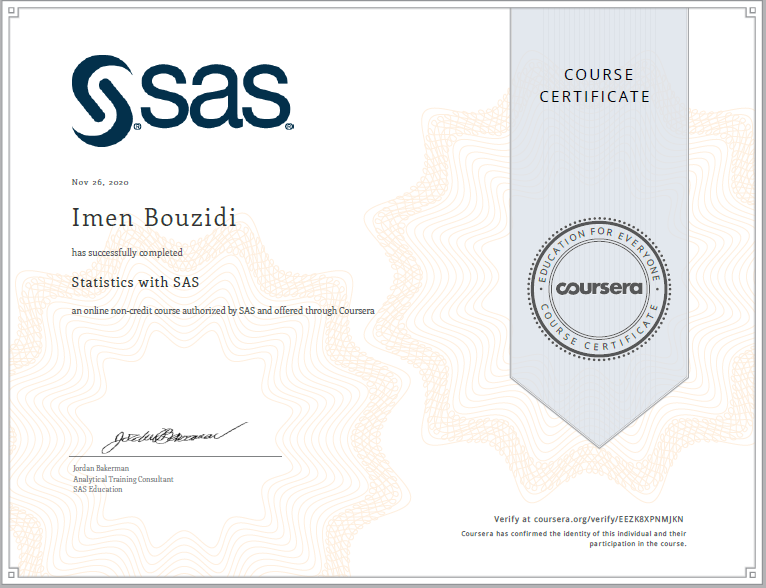 sas
COURSE
CERTIFICATE
Nov 26, 2020
Imen Bouzidi
has successfully completed
Statistics with SAS
an online non-credit course authorized by SAS and offered through Coursera
EDUCATION FOR EVERYONE
coursera
COURSE CERTIFICATE
Jordan Bakerman
Jordan Bakerman
Analytical Training Consultant
SAS Education
Verify at coursera.org/verify/EEZK8XPNMJKN
Coursera has confirmed the identity of this individual and their
participation in the course.